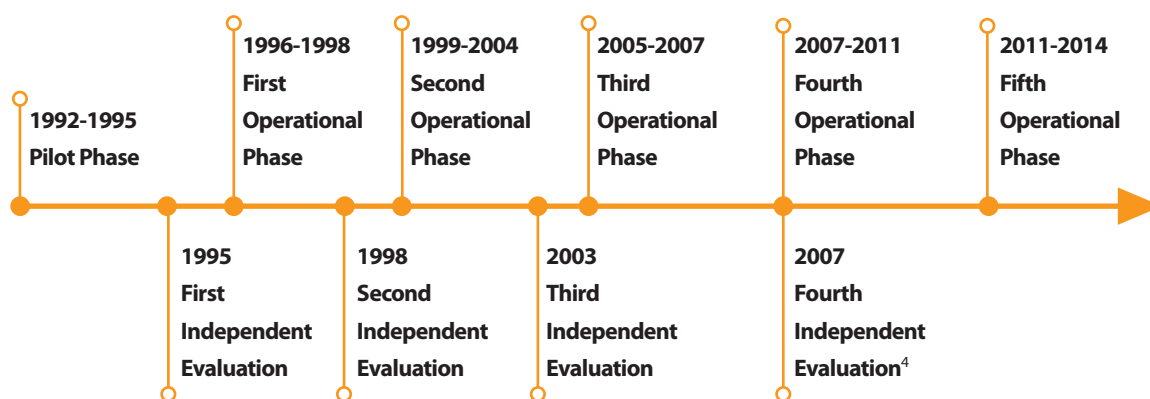 1992-1995
Pilot Phase
1996-1998
First
Operational
Phase
1999-2004
Second
Operational
Phase
2005-2007
Third
Operational
Phase
2007-2011
Fourth
Operational
Phase
2011-2014
Fifth
Operational
Phase
1995
First
Independent
Evaluation
1998
Second
Independent
Evaluation
2003
Third
Independent
Evaluation
2007
Fourth
Independent
Evaluation⁴